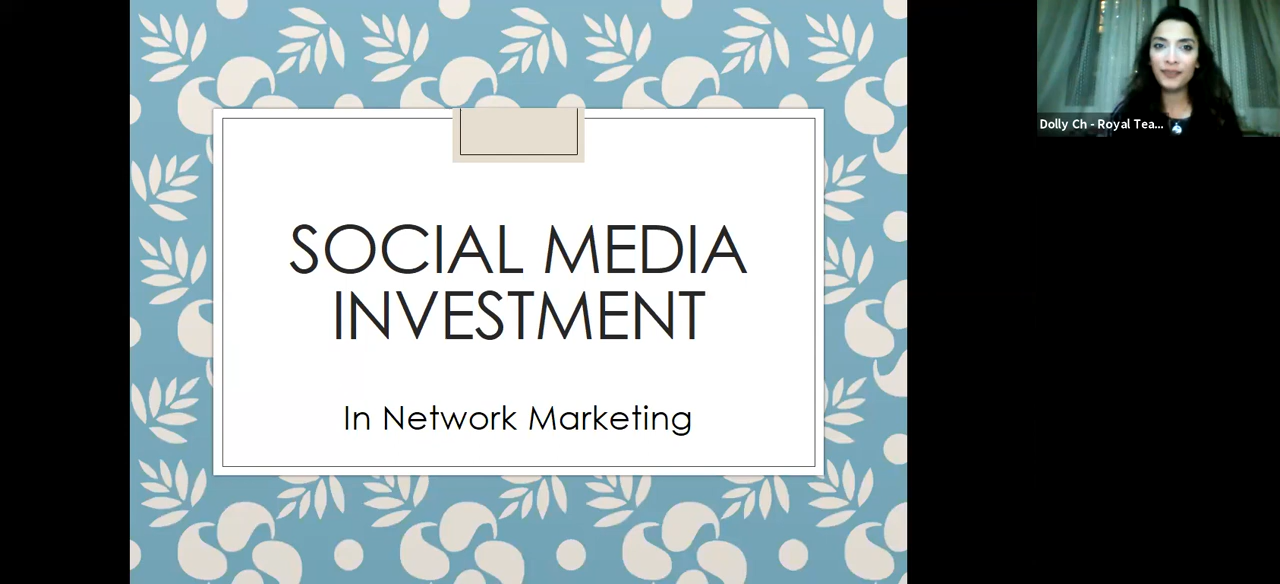 SOCIAL MEDIA
INVESTMENT
In Network Marketing
Dolly Ch - Royal Tea...